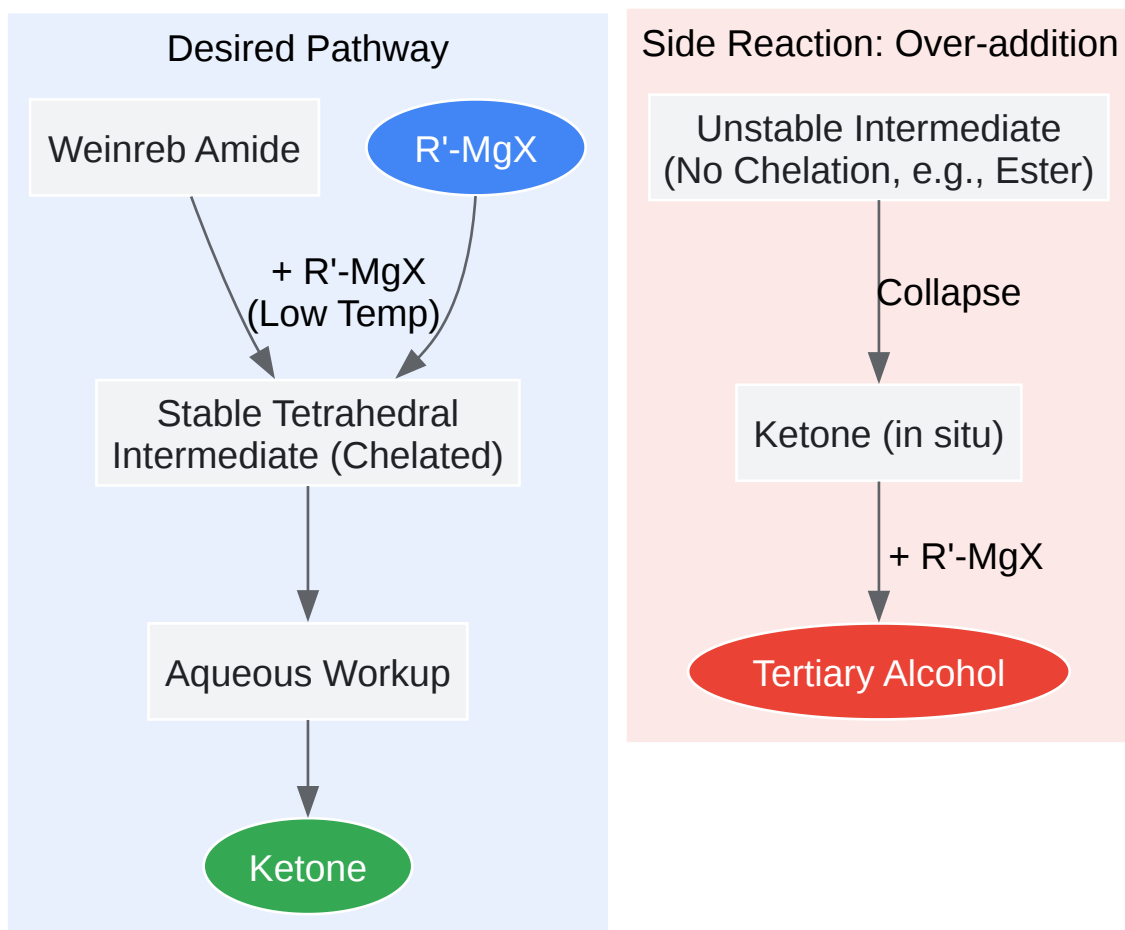 Desired Pathway
Weinreb Amide
R'-MgX
+ R'-MgX
(Low Temp)
Stable Tetrahedral
Intermediate (Chelated)
Aqueous Workup
Ketone
Side Reaction: Over-addition
Unstable Intermediate
(No Chelation, e.g., Ester)
Collapse
Ketone (in situ)
+ R'-MgX
Tertiary Alcohol